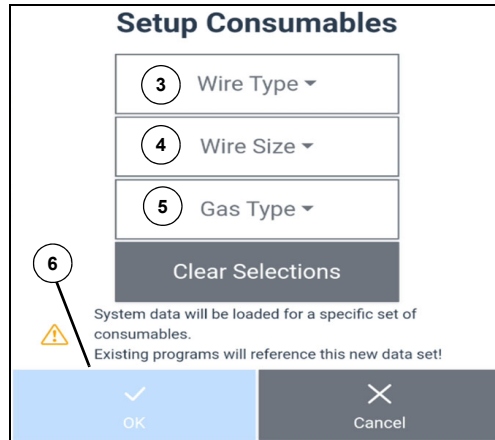 Setup Consumables
3 Wire Type
4 Wire Size
5 Gas Type
Clear Selections
6
System data will be loaded for a specific set of
consumables.
Existing programs will reference this new data set!
OK Cancel